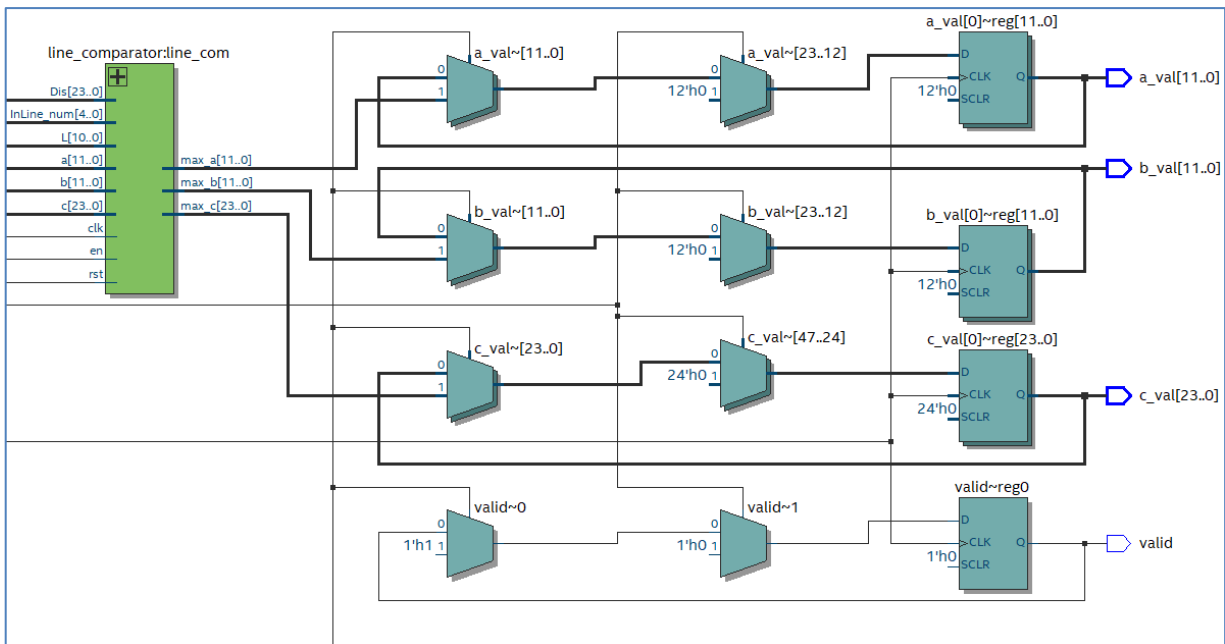 line_comparator:line_com
Dis[23..0]
InLine_num[4..0]
L[10..0]
a[11..0]
b[11..0]
c[23..0]
clk
en
rst
max_a[11..0]
max_b[11..0]
max_c[23..0]
a_val~[11..0]
0
1
a_val~[23..12]
0
12'h0 1
a_val[0]~reg[11..0]
D
CLK
Q
12'h0
SCLR
a_val[11..0]
b_val~[11..0]
0
1
b_val~[23..12]
0
12'h0 1
b_val[0]~reg[11..0]
D
CLK
Q
12'h0
SCLR
b_val[11..0]
c_val~[23..0]
0
1
c_val~[47..24]
0
24'h0 1
c_val[0]~reg[23..0]
D
CLK
Q
24'h0
SCLR
c_val[23..0]
valid~0
0
1'h1 1
valid~1
0
1'h0 1
valid~reg0
D
CLK
Q
1'h0
SCLR
valid